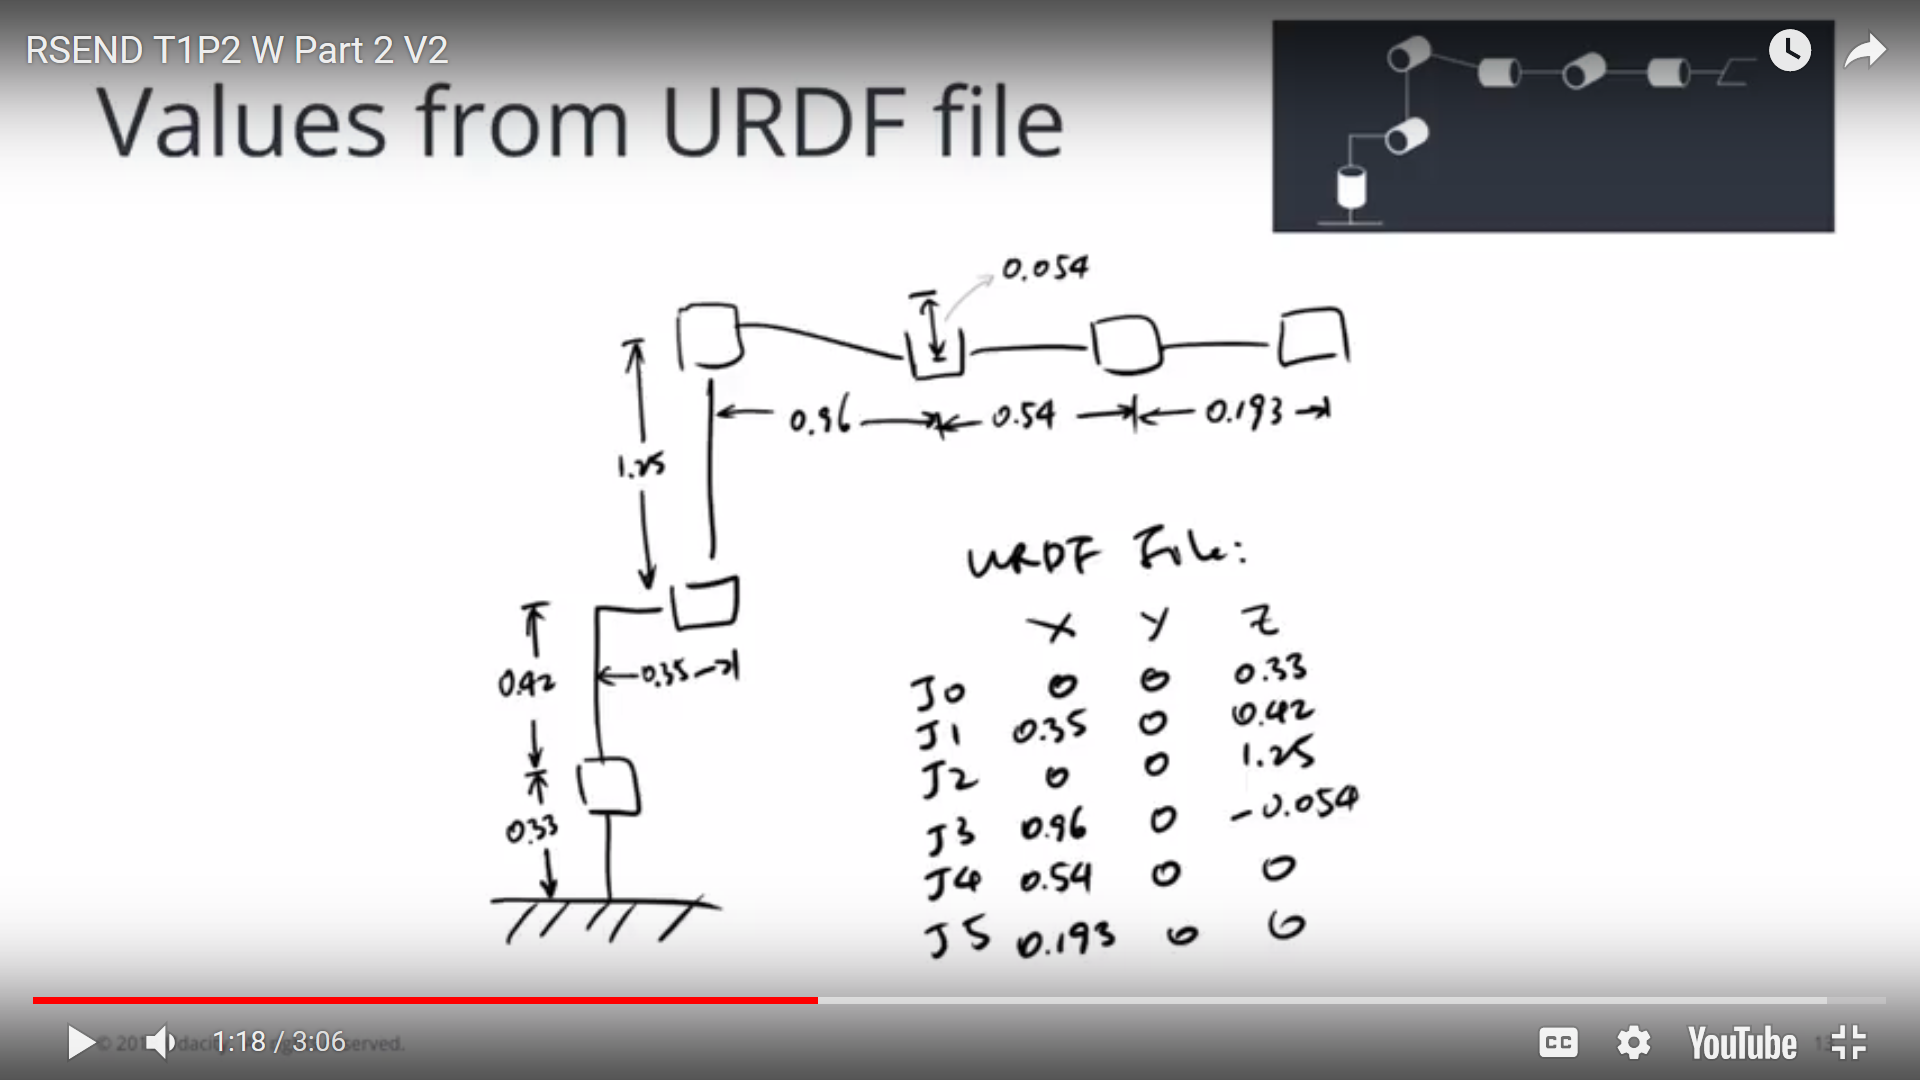 RSEND T1P2 W Part 2 V2
Values from URDF file
0.054
0.96 0.54 0.193
1.25
0.42
0.35
0.33
URDF File:
X Y Z
J0 0 0 0.33
J1 0.35 0 0.42
J2 0 0 1.25
J3 0.96 0 -0.054
J4 0.54 0 0
J5 0.193 0 0
1:18 / 3:06
CC
YouTube